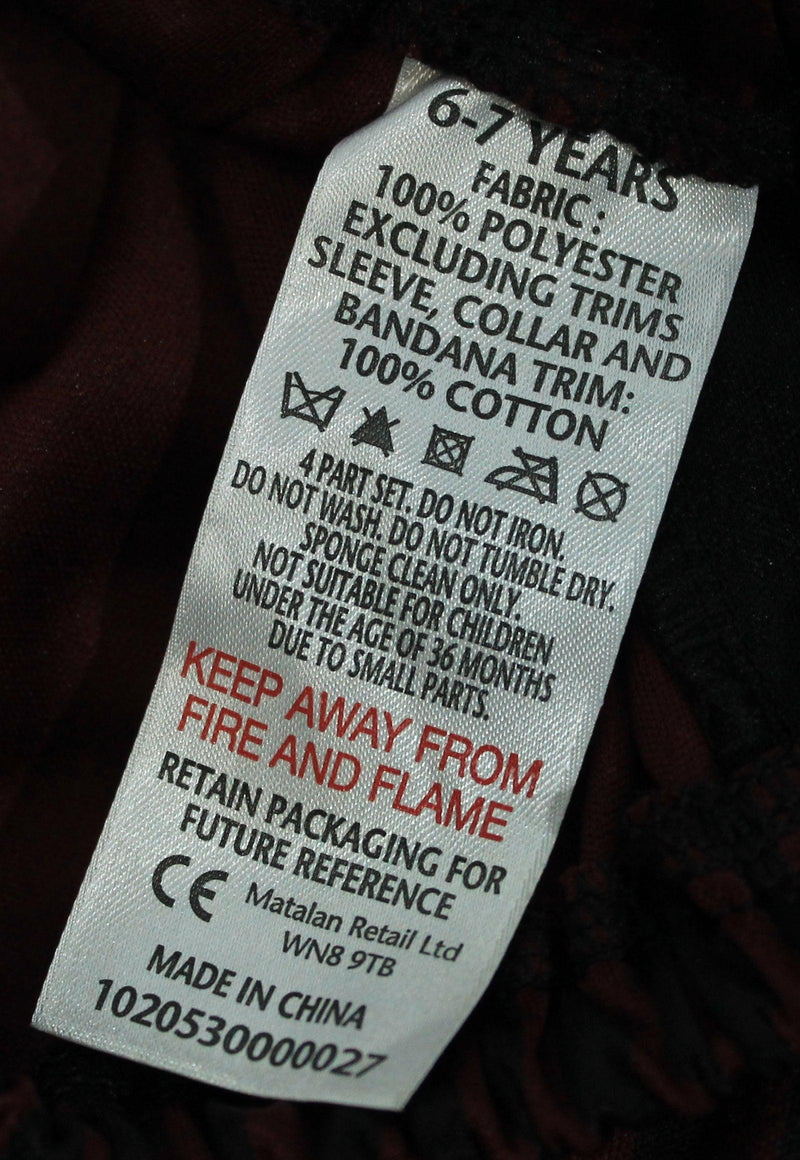 6-7 YEARS
FABRIC:
100% POLYESTER
EXCLUDING TRIMS
SLEEVE, COLLAR AND
BANDANA TRIM:
100% COTTON
4 PART SET. DO NOT IRON.
DO NOT WASH. DO NOT TUMBLE DRY.
SPONGE CLEAN ONLY.
NOT SUITABLE FOR CHILDREN
UNDER THE AGE OF 36 MONTHS
DUE TO SMALL PARTS.
KEEP AWAY FROM
FIRE AND FLAME
RETAIN PACKAGING FOR
FUTURE REFERENCE
CE Matalan Retail Ltd
WN8 9TB
MADE IN CHINA
1020530000027